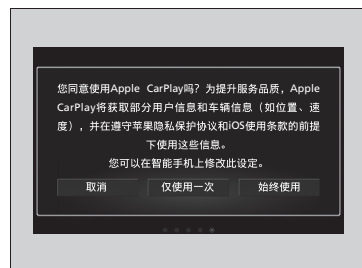 您同意使用Apple CarPlay吗？为提升服务品质，Apple
CarPlay将获取部分用户信息和车辆信息（如位置、速
度），并在遵守苹果隐私保护协议和iOS使用条款的前提
下使用这些信息。
您可以在智能手机上修改此设定。
取消 仅使用一次 始终使用